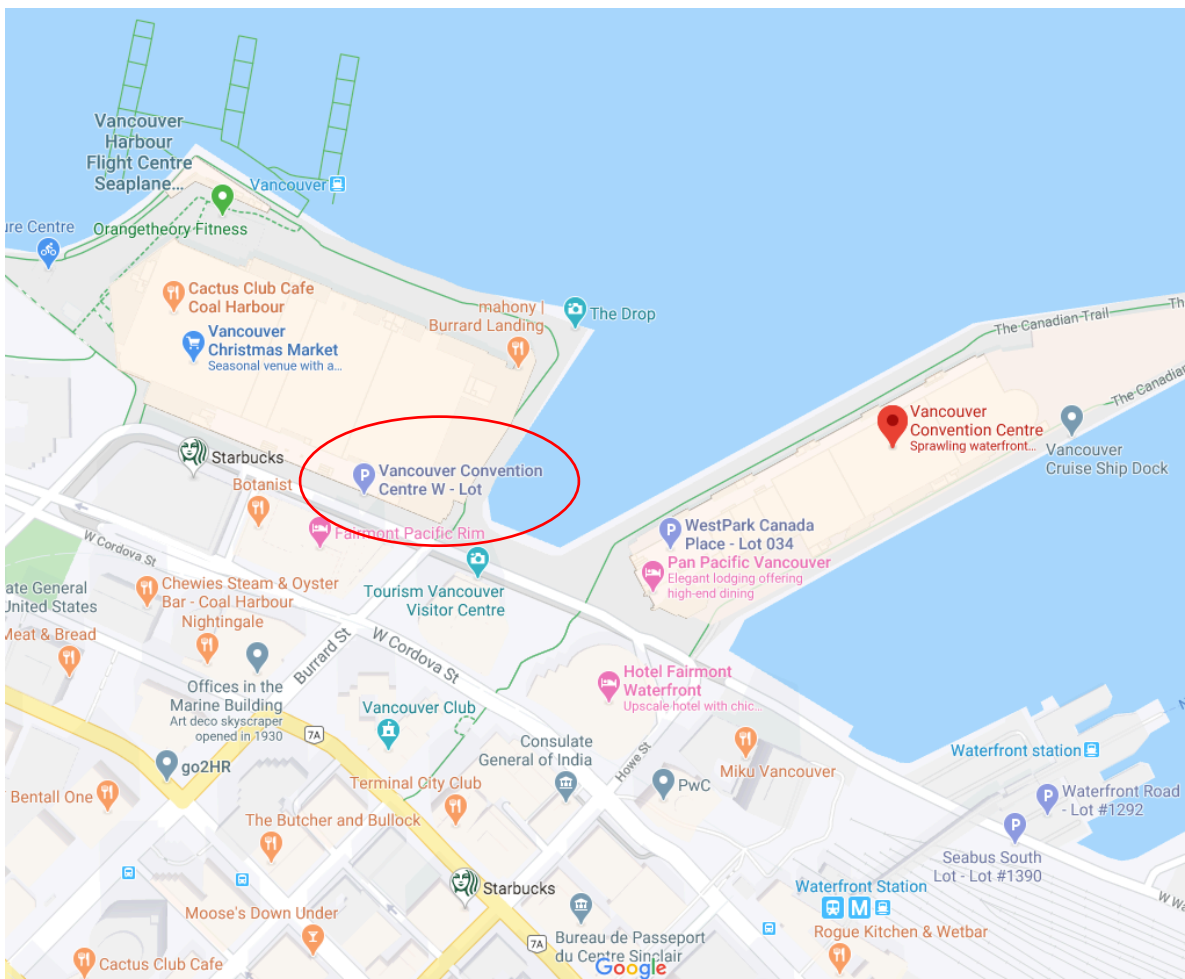 Vancouver
Harbour
Flight Centre
Seaplane...
Vancouver
Orangetheory Fitness
ure Centre
Cactus Club Cafe
Coal Harbour
mahony |
Burrard Landing
The Drop
Vancouver
Christmas Market
Seasonal venue with a...
The Canadian Trail
Th
The Canadian
Vancouver
Convention Centre
Sprawling waterfront...
Vancouver
Cruise Ship Dock
Starbucks
P
Vancouver Convention
Centre W - Lot
Botanist
Fairmont Pacific Rim
P
WestPark Canada
Place - Lot 034
Pan Pacific Vancouver
Elegant lodging offering
high-end dining
W Cordova St
ate General
United States
Chewies Steam & Oyster
Bar - Coal Harbour
Nightingale
Tourism Vancouver
Visitor Centre
Meat & Bread
Burrard St
W Cordova St
Offices in the
Marine Building
Art deco skyscraper
opened in 1930
Hotel Fairmont
Waterfront
Upscale hotel with chic...
Vancouver Club
7A
Consulate
General of India
Howe St
Miku Vancouver
Waterfront station
go2HR
PwC
Bentall One
Terminal City Club
P
Waterfront Road
- Lot #1292
The Butcher and Bullock
P
Seabus South
Lot - Lot #1390
Starbucks
Waterfront Station
M
W Wa
Moose's Down Under
7A
Bureau de Passeport
du Centre Sinclair
Rogue Kitchen & Wetbar
Cactus Club Cafe
Google